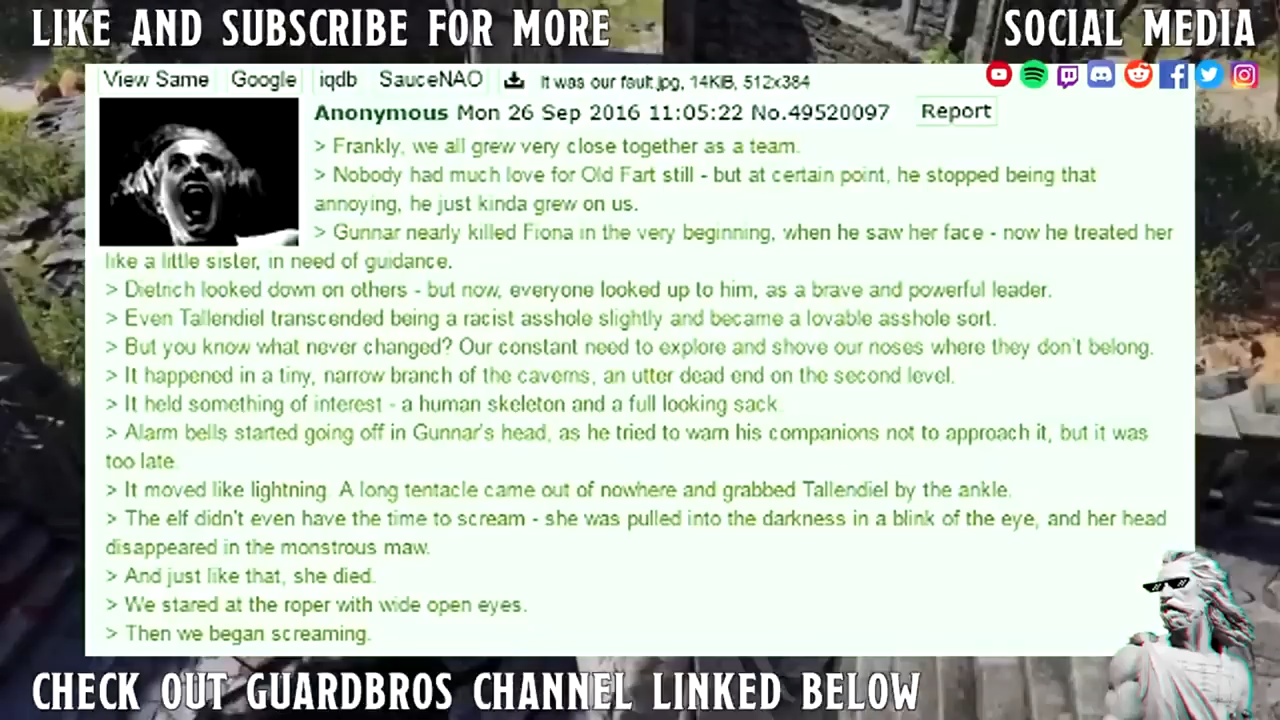 LIKE AND SUBSCRIBE FOR MORE
SOCIAL MEDIA
View Same Google iqdb SauceNAO It was our fault.jpg, 14KiB, 512x384
Anonymous Mon 26 Sep 2016 11:05:22 No.49520097 Report
> Frankly, we all grew very close together as a team.
> Nobody had much love for Old Fart still - but at certain point, he stopped being that
annoying, he just kinda grew on us.
> Gunnar nearly killed Fiona in the very beginning, when he saw her face - now he treated her
like a little sister, in need of guidance.
> Dietrich looked down on others - but now, everyone looked up to him, as a brave and powerful leader.
> Even Tallendiel transcended being a racist asshole slightly and became a lovable asshole sort.
> But you know what never changed? Our constant need to explore and shove our noses where they don't belong.
> It happened in a tiny, narrow branch of the caverns, an utter dead end on the second level.
> It held something of interest - a human skeleton and a full looking sack.
> Alarm bells started going off in Gunnar's head, as he tried to warn his companions not to approach it, but it was
too late.
> It moved like lightning. A long tentacle came out of nowhere and grabbed Tallendiel by the ankle.
> The elf didn't even have the time to scream - she was pulled into the darkness in a blink of the eye, and her head
disappeared in the monstrous maw.
> And just like that, she died.
> We stared at the roper with wide open eyes.
> Then we began screaming.
CHECK OUT GUARDBROS CHANNEL LINKED BELOW